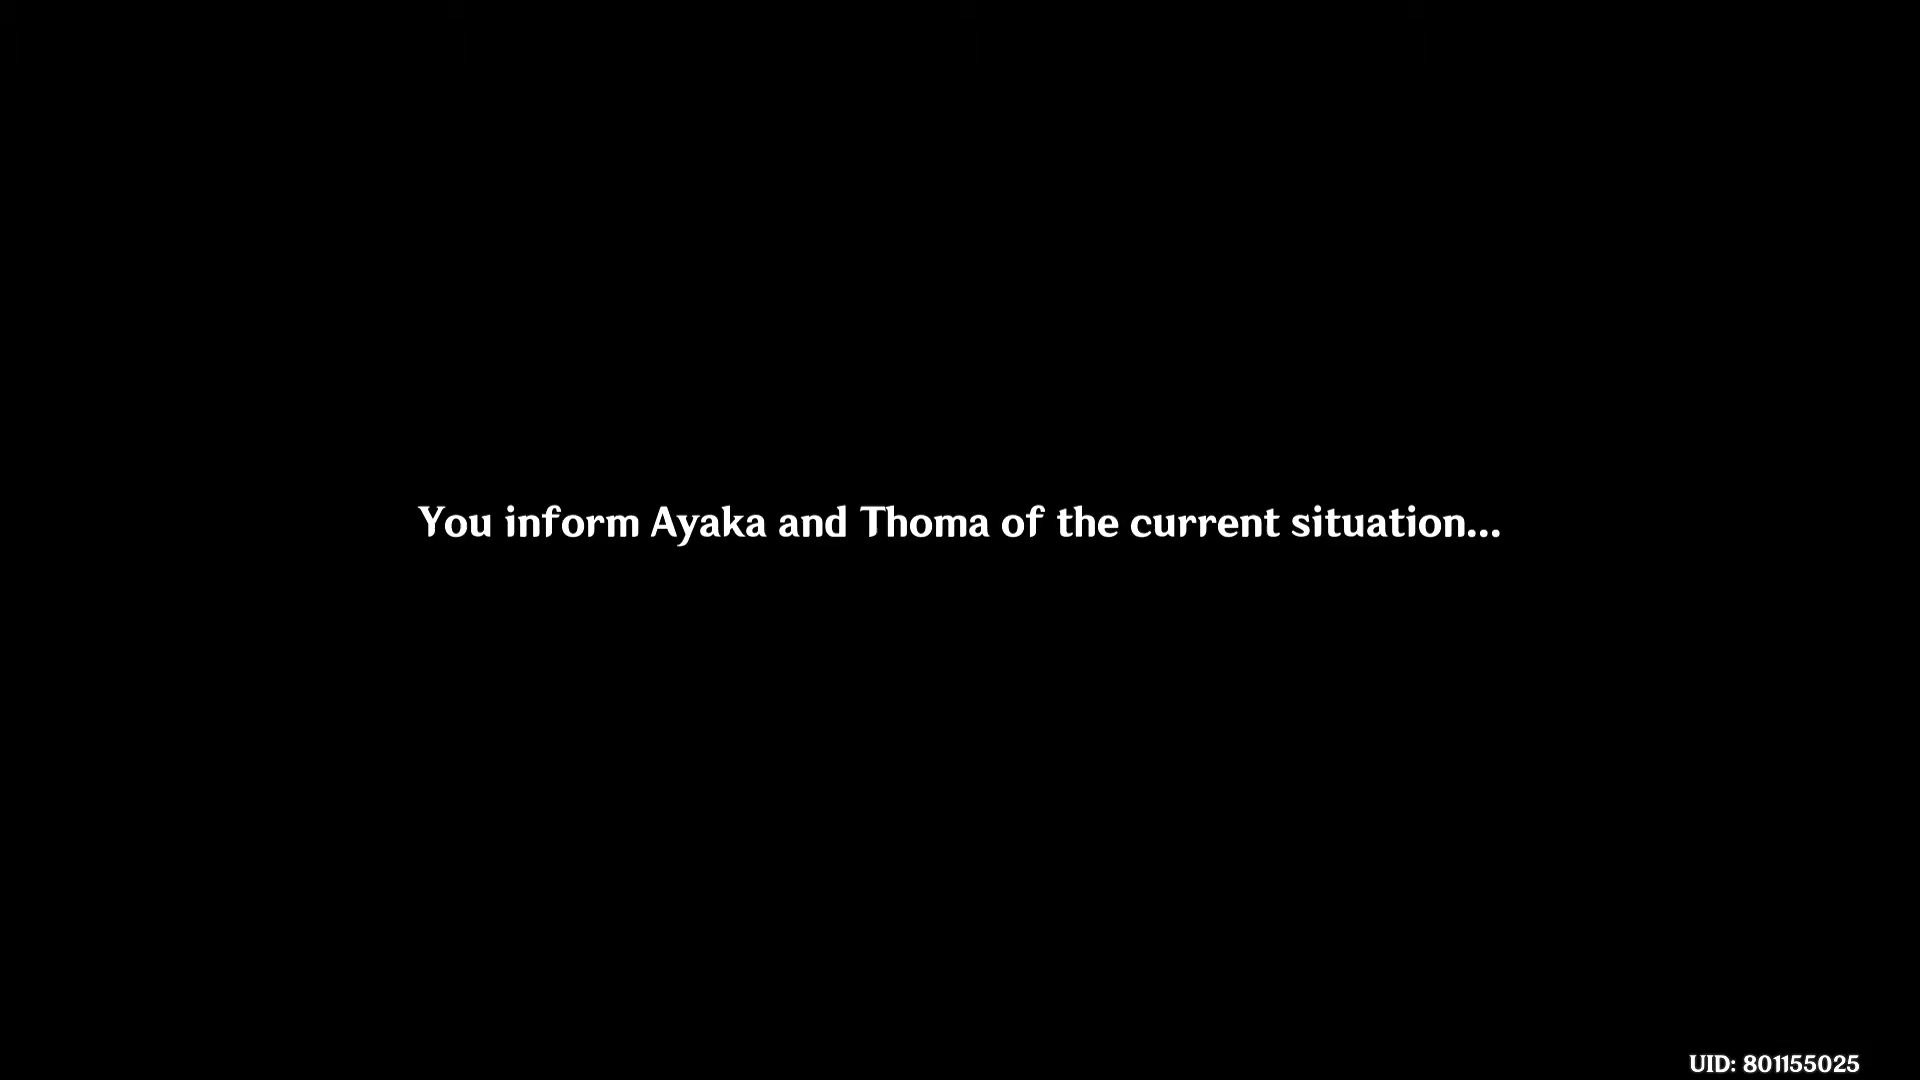 You inform Ayaka and Thoma of the current situation...
UID: 801155025